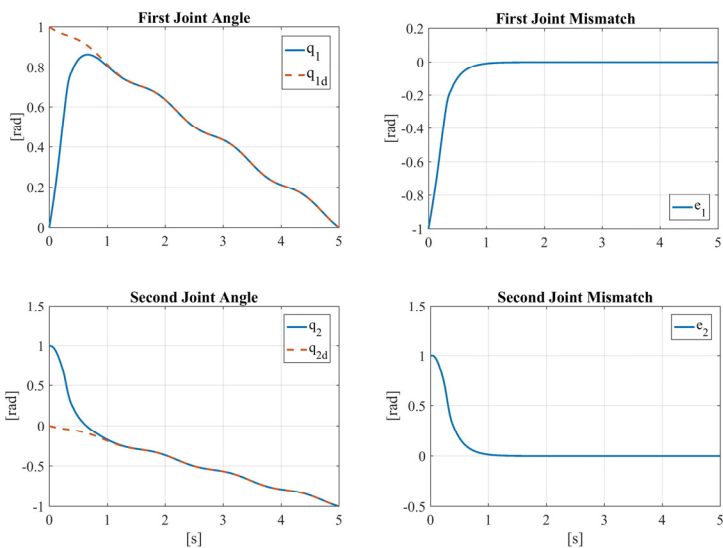 First Joint Angle
1
0.8
0.6
0.4
0.2
0
[rad]
0 1 2 3 4 5
q1
q1d
First Joint Mismatch
0.2
0
-0.2
-0.4
-0.6
-0.8
-1
[rad]
0 1 2 3 4 5
e1
Second Joint Angle
1.5
1
0.5
0
-0.5
-1
[rad]
0 1 2 3 4 5
[s]
q2
q2d
Second Joint Mismatch
1.5
1
0.5
0
-0.5
[rad]
0 1 2 3 4 5
[s]
e2